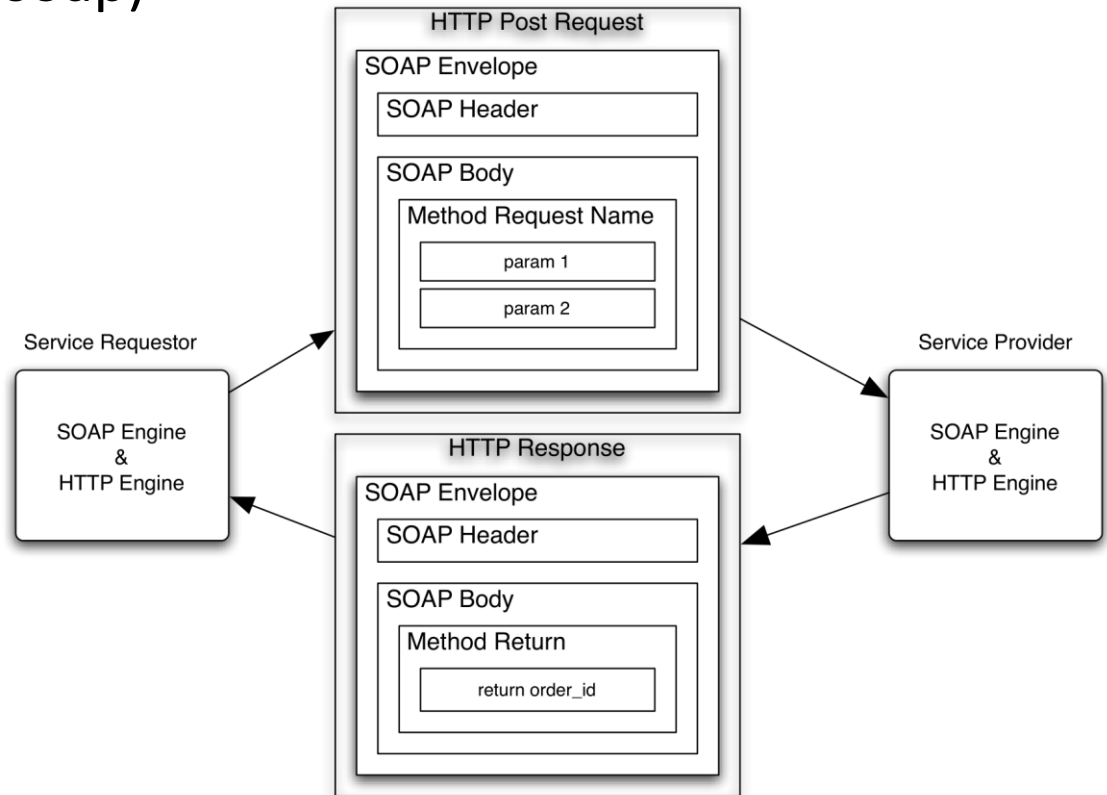 HTTP Post Request
SOAP Envelope
SOAP Header
SOAP Body
Method Request Name
param 1
param 2
Service Requestor
SOAP Engine
&
HTTP Engine
Service Provider
SOAP Engine
&
HTTP Engine
HTTP Response
SOAP Envelope
SOAP Header
SOAP Body
Method Return
return order_id